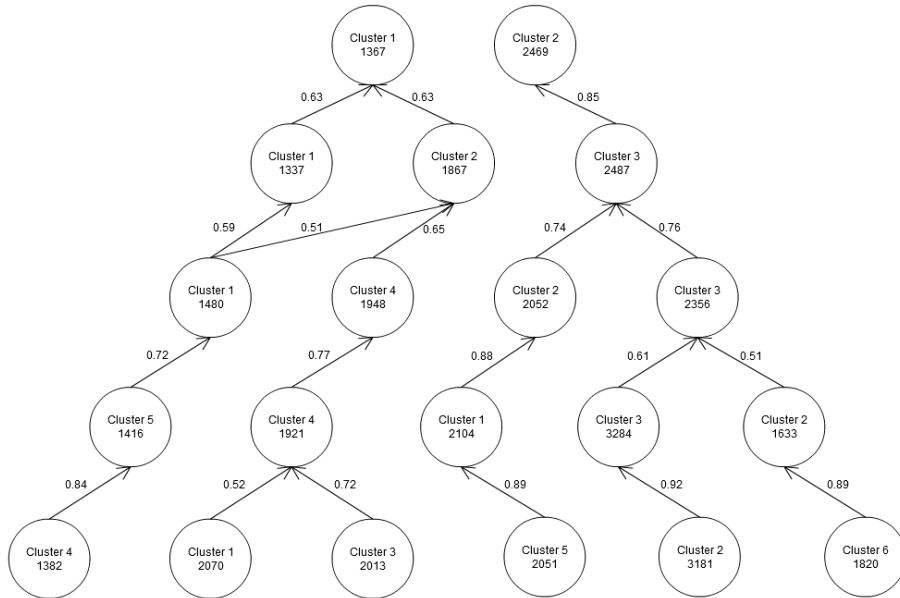 Cluster 1
1367
Cluster 2
2469
0.63
0.63
0.85
Cluster 1
1337
Cluster 2
1867
Cluster 3
2487
0.59
0.51
0.65
0.74
0.76
Cluster 1
1480
Cluster 4
1948
Cluster 2
2052
Cluster 3
2356
0.72
0.77
0.88
0.61
0.51
Cluster 5
1416
Cluster 4
1921
Cluster 1
2104
Cluster 3
3284
Cluster 2
1633
0.84
0.52
0.72
0.89
0.92
0.89
Cluster 4
1382
Cluster 1
2070
Cluster 3
2013
Cluster 5
2051
Cluster 2
3181
Cluster 6
1820